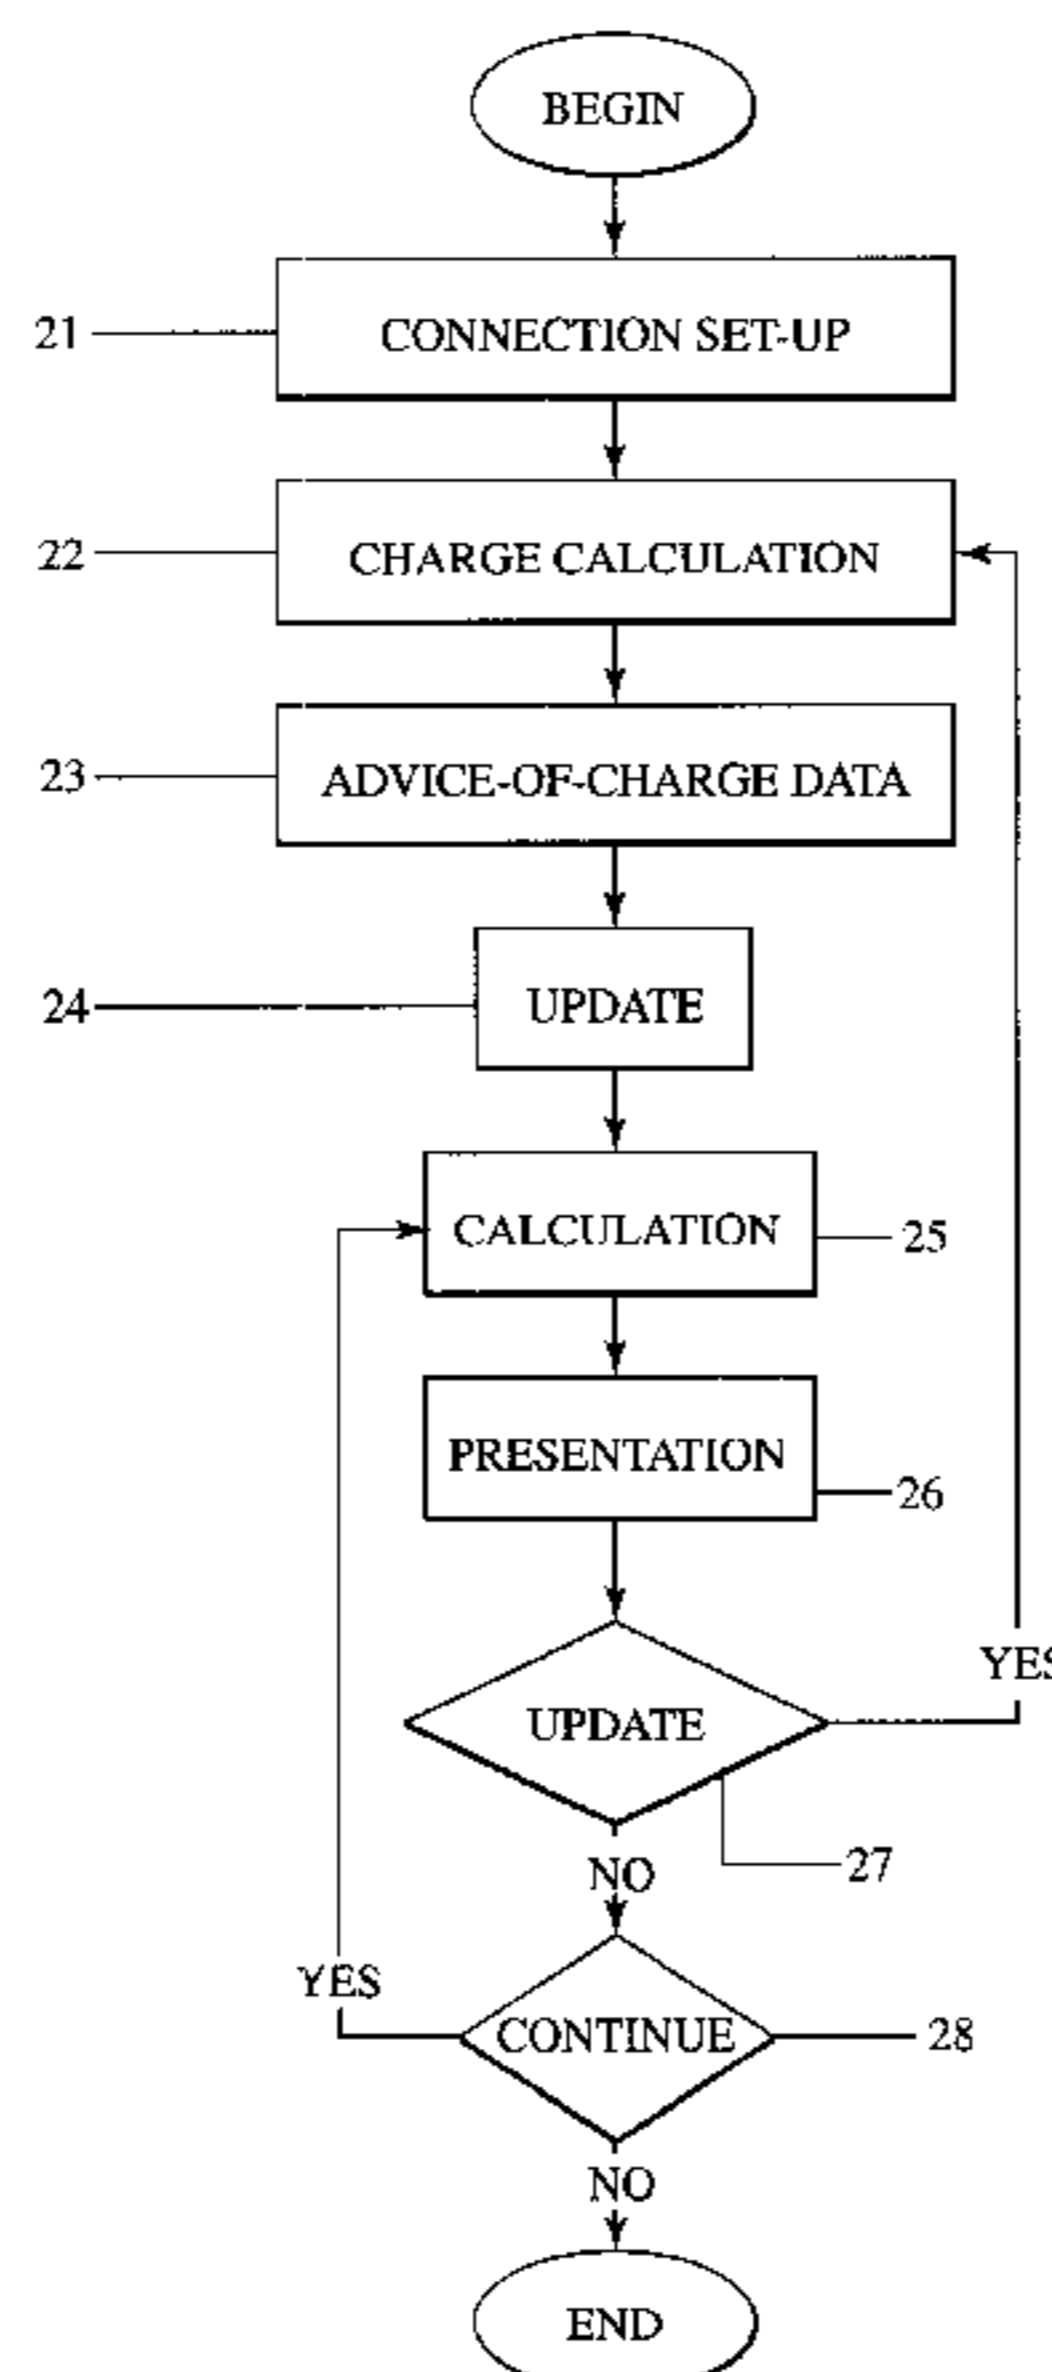 BEGIN
21 CONNECTION SET-UP
22 CHARGE CALCULATION
23 ADVICE-OF-CHARGE DATA
24 UPDATE
CALCULATION 25
PRESENTATION
26
YES
UPDATE
27
NO
YES
CONTINUE 28
NO
END